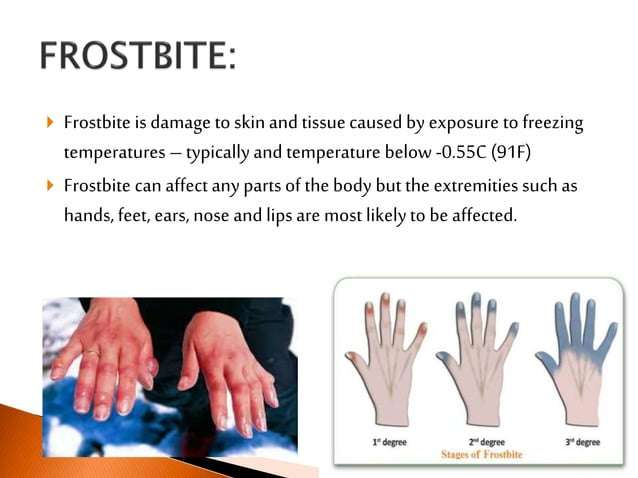 FROSTBITE:
Frostbite is damage to skin and tissue caused by exposure to freezing
temperatures – typically and temperature below -0.55C (91F)
Frostbite can affect any parts of the body but the extremities such as
hands, feet, ears, nose and lips are most likely to be affected.
1st degree 2nd degree 3rd degree
Stages of Frostbite